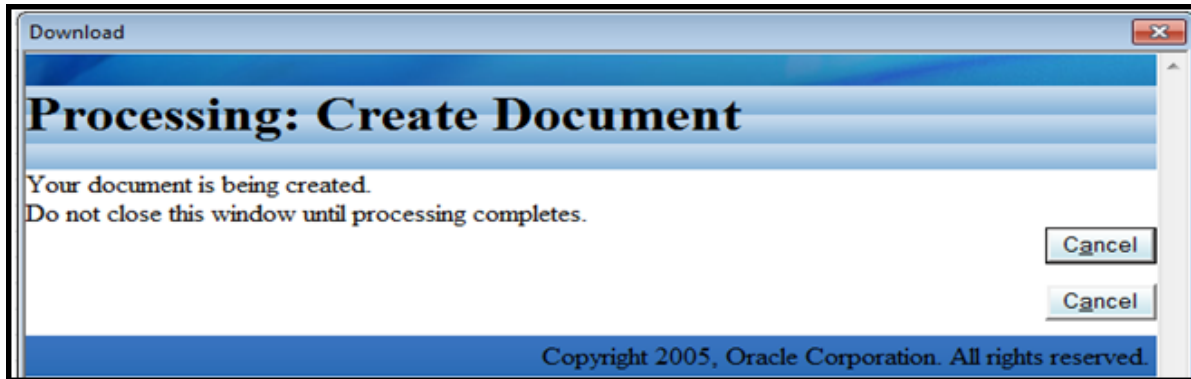 Download
Processing: Create Document
Your document is being created.
Do not close this window until processing completes.
Cancel
Cancel
Copyright 2005, Oracle Corporation. All rights reserved.